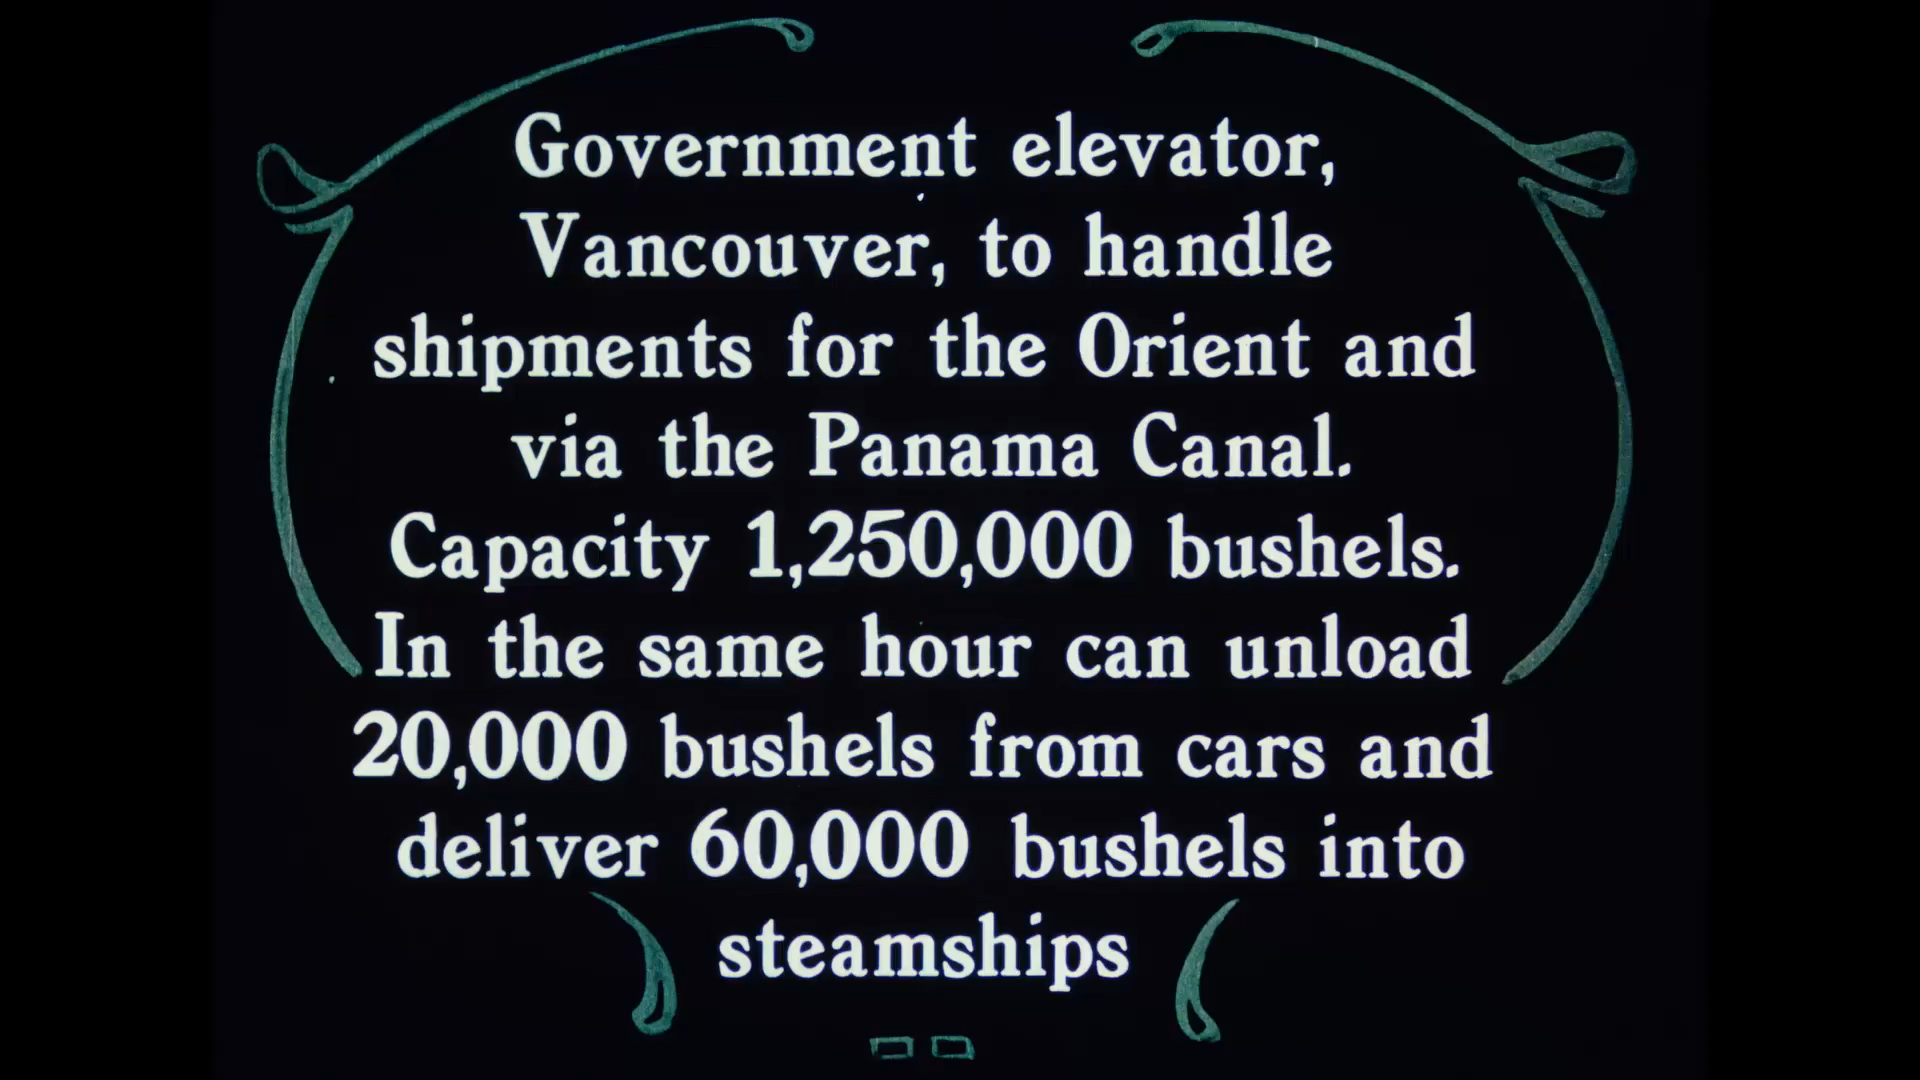 Government elevator,
Vancouver, to handle
shipments for the Orient and
via the Panama Canal.
Capacity 1,250,000 bushels.
In the same hour can unload
20,000 bushels from cars and
deliver 60,000 bushels into
steamships